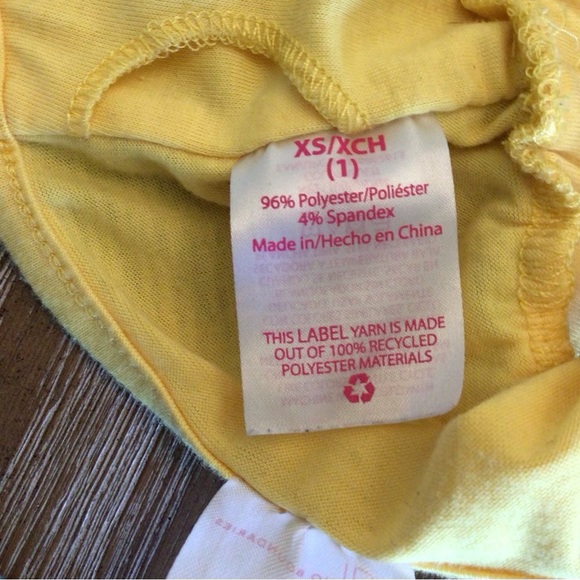 XS/XCH
(1)
96% Polyester/Poliéster
4% Spandex
Made in/Hecho en China
THIS LABEL YARN IS MADE
OUT OF 100% RECYCLED
POLYESTER MATERIALS
BOUNDARIES